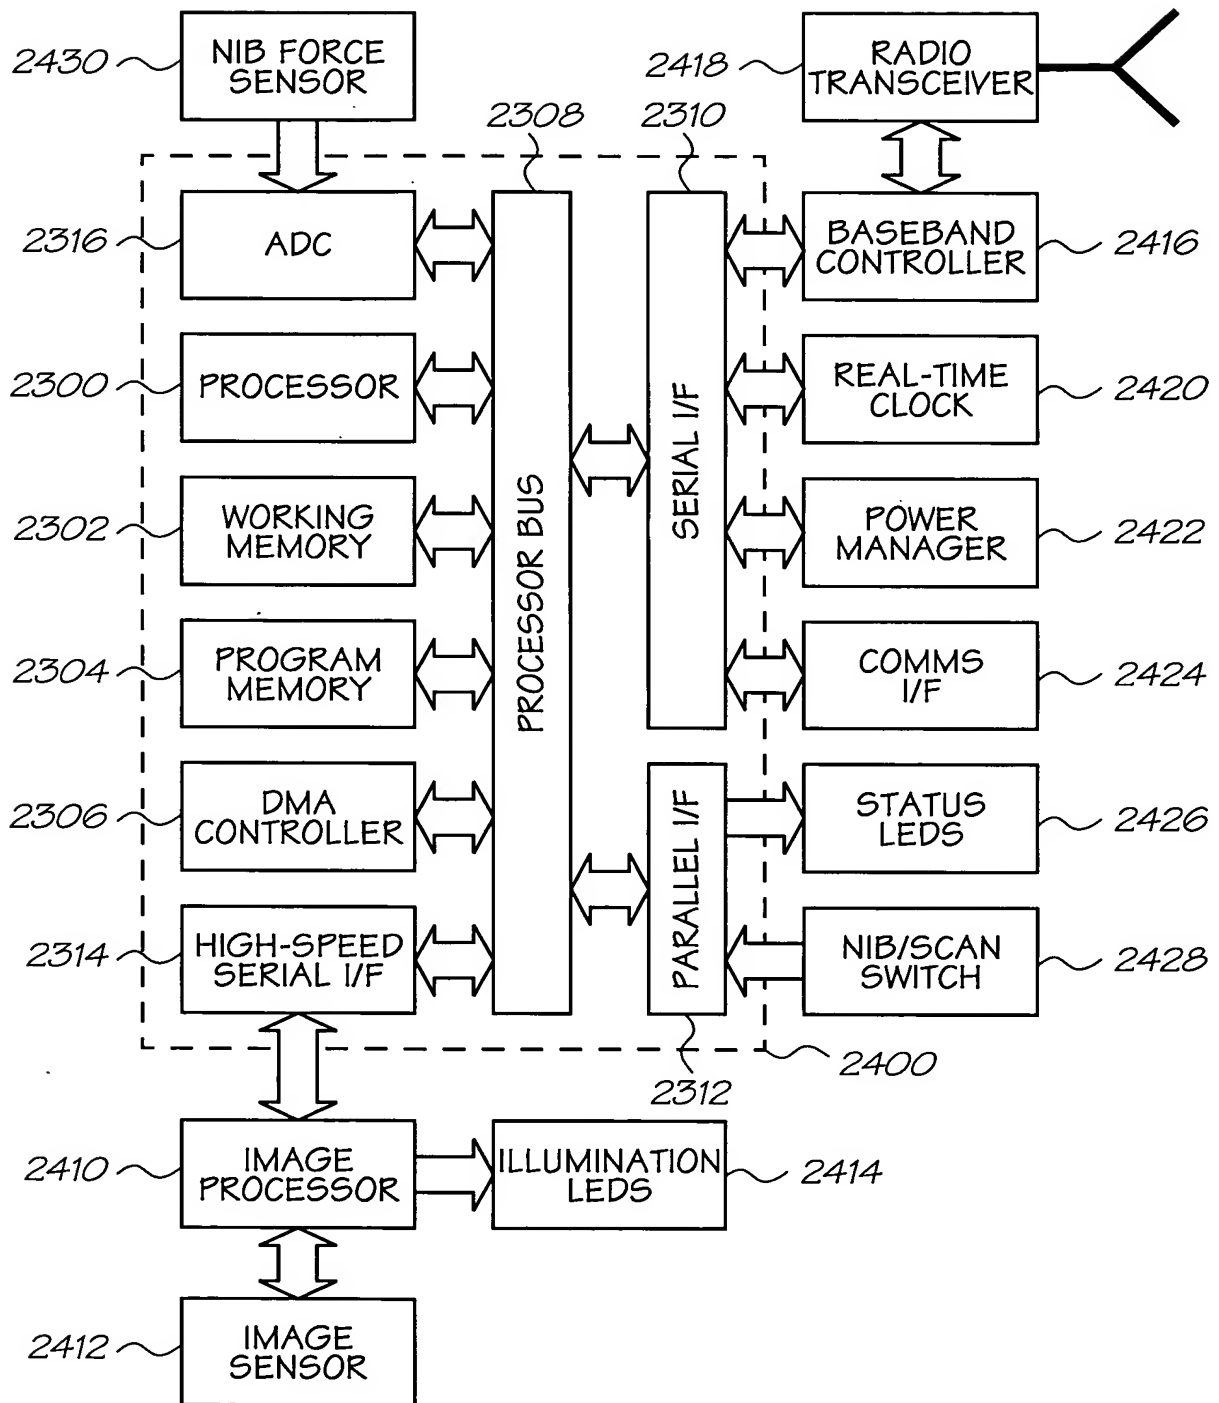 2430
NIB FORCE
SENSOR
2418
RADIO
TRANSCEIVER
2308
2310
2316
ADC
BASEBAND
CONTROLLER
2416
2300
PROCESSOR
REAL-TIME
CLOCK
2420
2302
WORKING
MEMORY
PROCESSOR BUS
SERIAL I/F
POWER
MANAGER
2422
2304
PROGRAM
MEMORY
COMMS
I/F
2424
2306
DMA
CONTROLLER
PARALLEL I/F
STATUS
LEDS
2426
2314
HIGH-SPEED
SERIAL I/F
NIB/SCAN
SWITCH
2428
2312
2400
2410
IMAGE
PROCESSOR
ILLUMINATION
LEDS
2414
2412
IMAGE
SENSOR